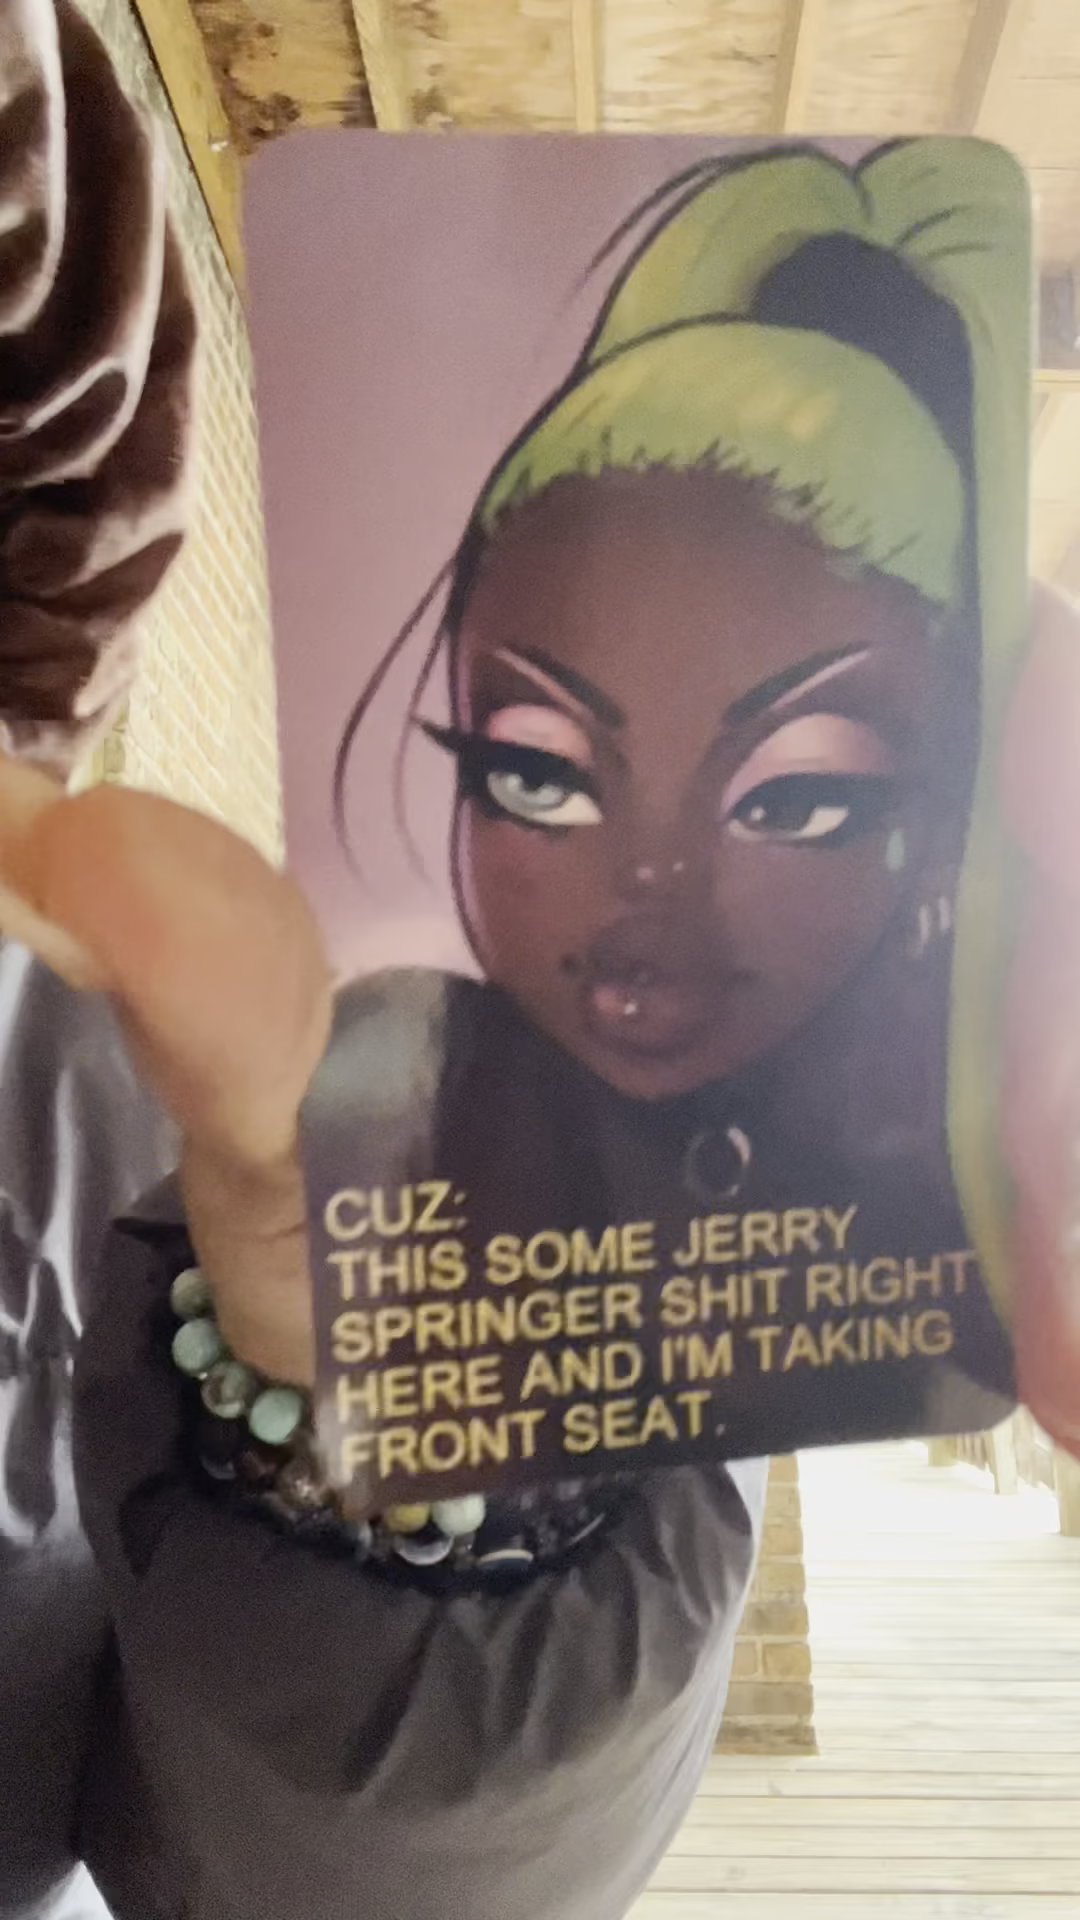 CUZ:
THIS SOME JERRY
SPRINGER SHIT RIGHT
HERE AND I'M TAKING
FRONT SEAT.